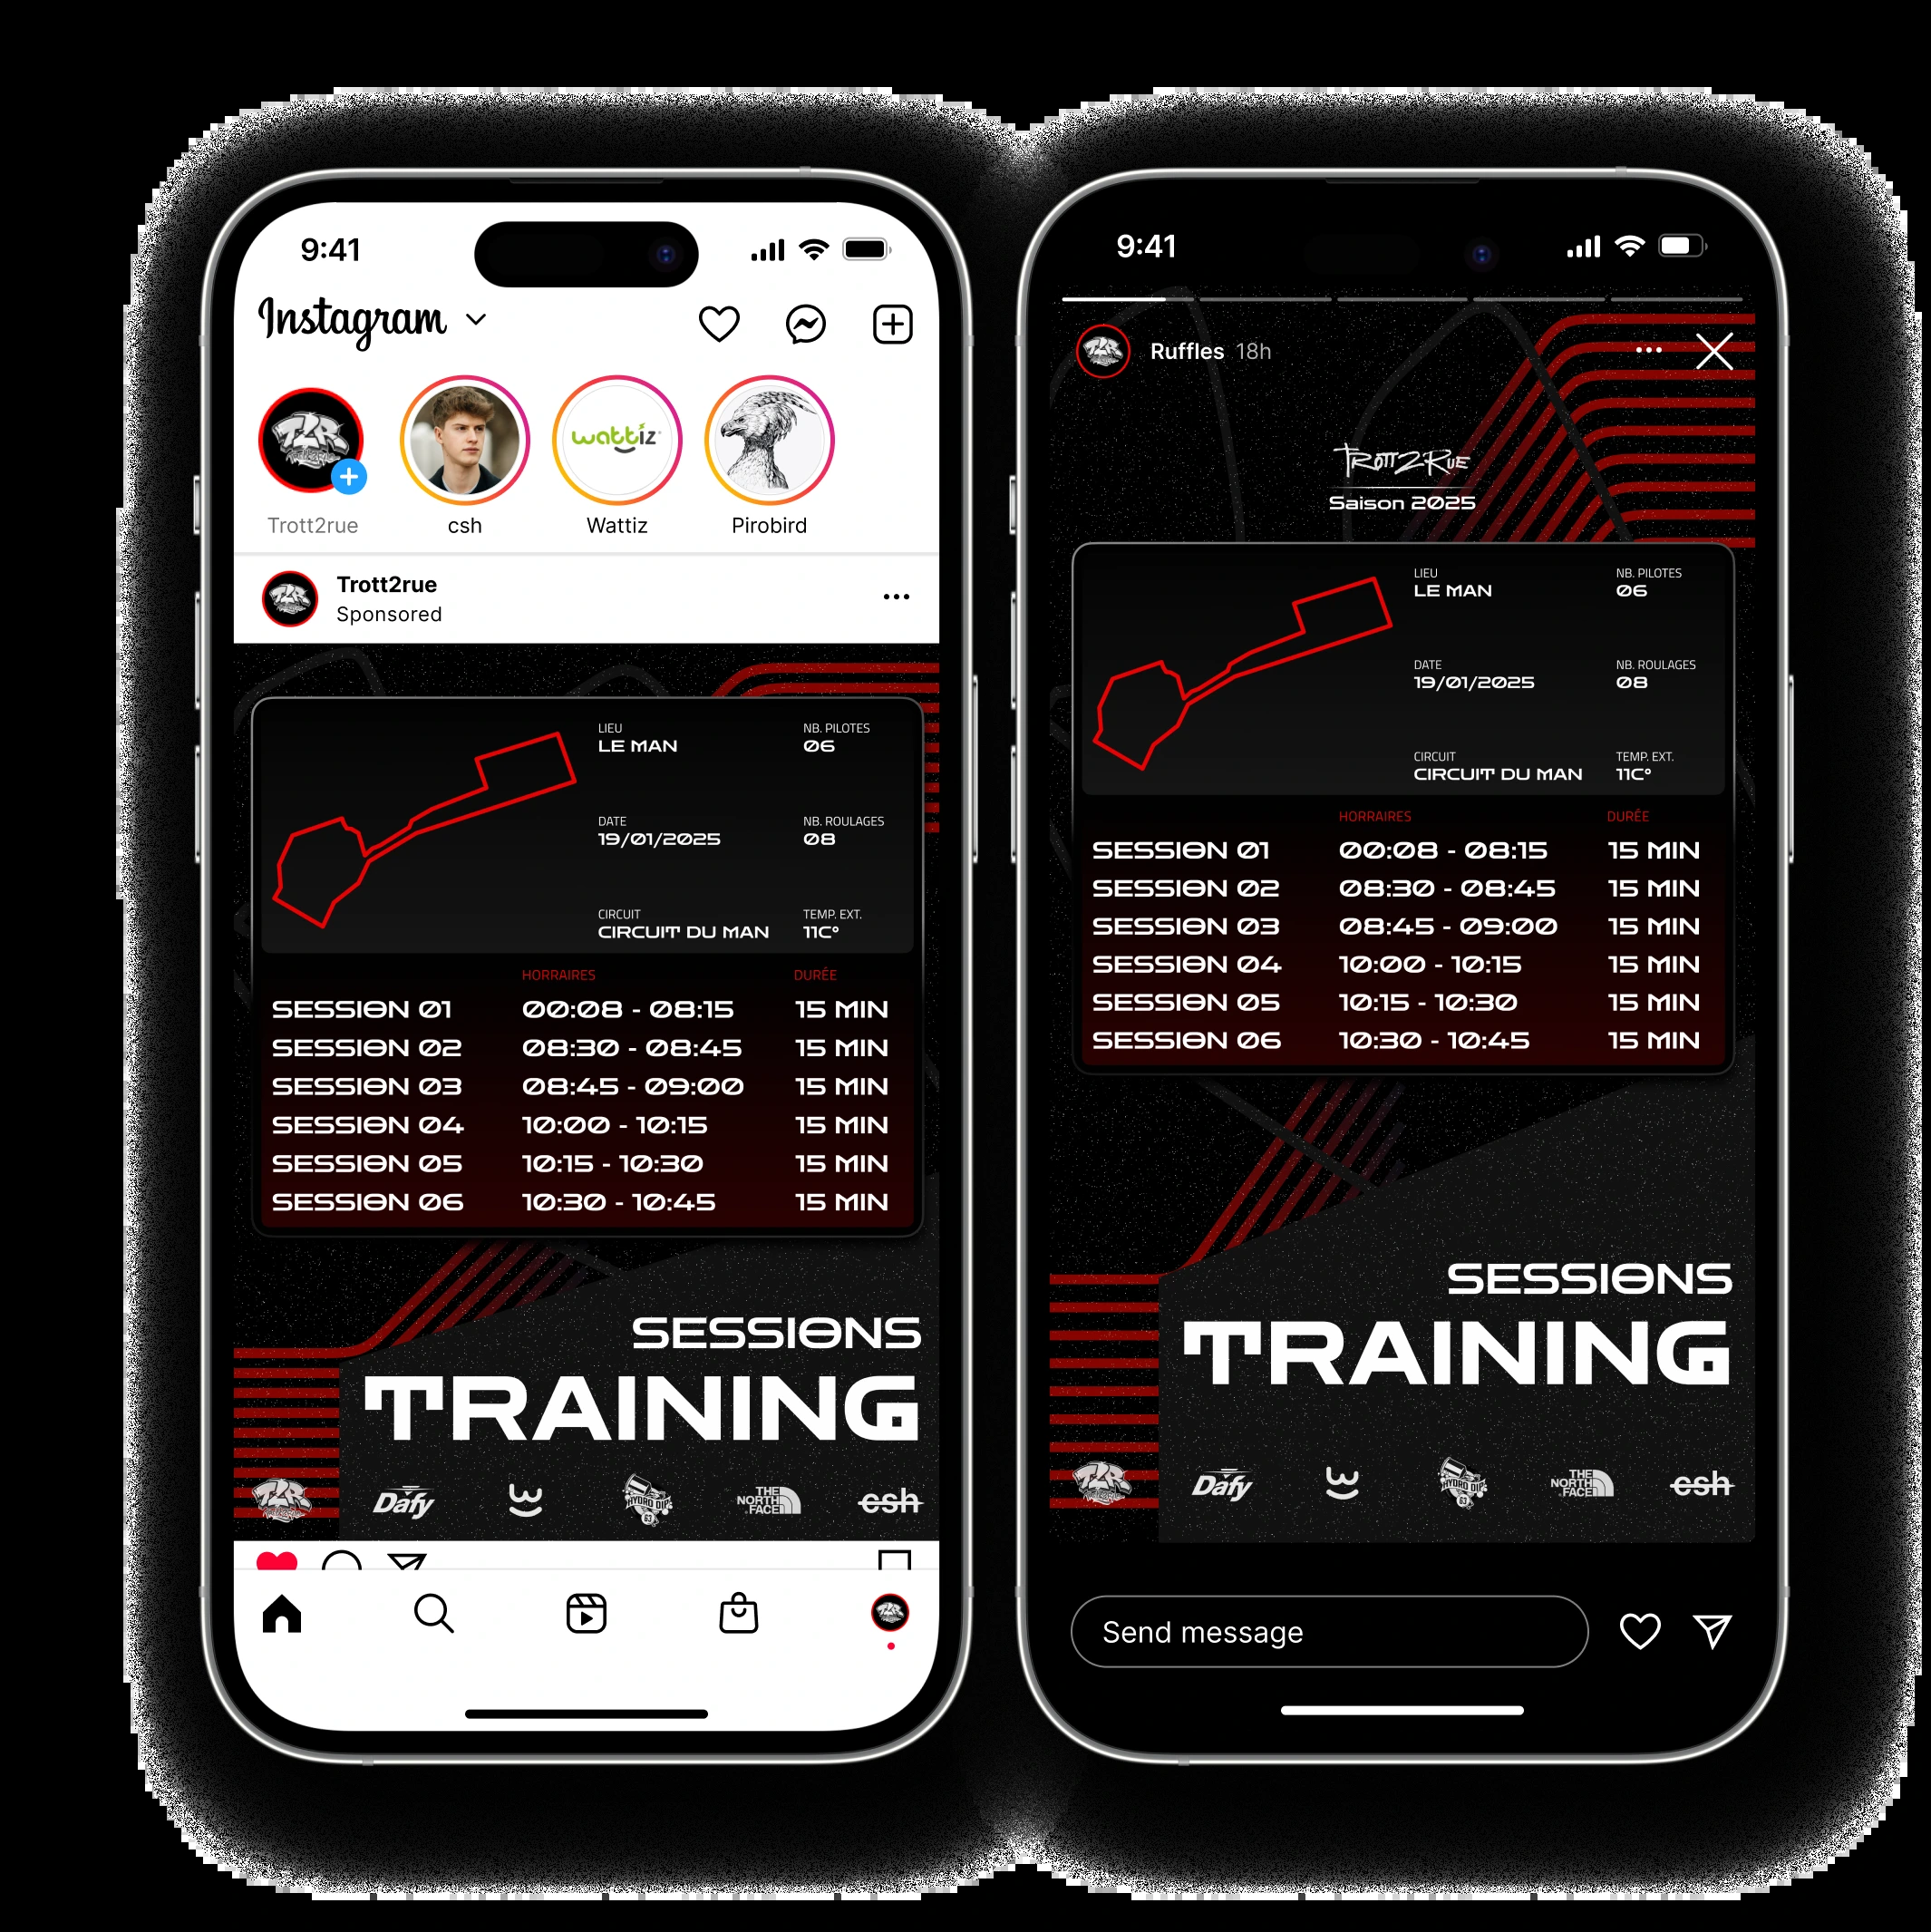 9:41
Instagram
Trott2rue
csh
wattiz
Wattiz
Pirobird
Trott2rue
Sponsored
LIEU
LE MAN
NB. PILOTES
06
DATE
19/01/2025
NB. ROULAGES
08
CIRCUIT
CIRCUIT DU MAN
TEMP. EXT.
11C°
HORRAIRES DURÉE
SESSION 01 00:08 - 08:15 15 MIN
SESSION 02 08:30 - 08:45 15 MIN
SESSION 03 08:45 - 09:00 15 MIN
SESSION 04 10:00 - 10:15 15 MIN
SESSION 05 10:15 - 10:30 15 MIN
SESSION 06 10:30 - 10:45 15 MIN
SESSIONS
TRAINING
T2R
Dafy
HYDRO DIP
63
THE
NORTH
FACE
csh
9:41
Ruffles 18h
TROTT2RUE
Saison 2025
LIEU
LE MAN
NB. PILOTES
06
DATE
19/01/2025
NB. ROULAGES
08
CIRCUIT
CIRCUIT DU MAN
TEMP. EXT.
11C°
HORRAIRES DURÉE
SESSION 01 00:08 - 08:15 15 MIN
SESSION 02 08:30 - 08:45 15 MIN
SESSION 03 08:45 - 09:00 15 MIN
SESSION 04 10:00 - 10:15 15 MIN
SESSION 05 10:15 - 10:30 15 MIN
SESSION 06 10:30 - 10:45 15 MIN
SESSIONS
TRAINING
T2R
Dafy
HYDRO DIP
63
THE
NORTH
FACE
csh
Send message